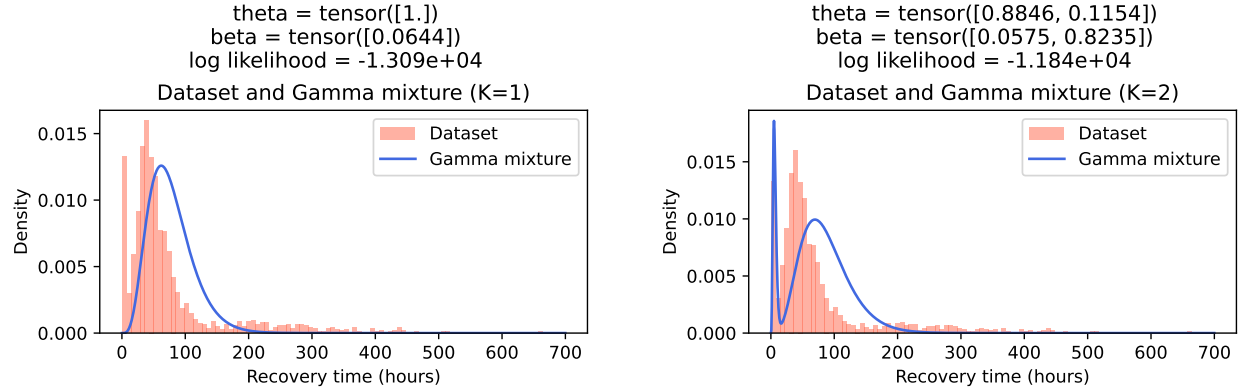 theta = tensor([1.])
beta = tensor([0.0644])
log likelihood = -1.309e+04
Dataset and Gamma mixture (K=1)
Dataset
Gamma mixture
0.015
0.010
0.005
0.000
Density
0 100 200 300 400 500 600 700
Recovery time (hours)
theta = tensor([0.8846, 0.1154])
beta = tensor([0.0575, 0.8235])
log likelihood = -1.184e+04
Dataset and Gamma mixture (K=2)
Dataset
Gamma mixture
0.015
0.010
0.005
0.000
Density
0 100 200 300 400 500 600 700
Recovery time (hours)